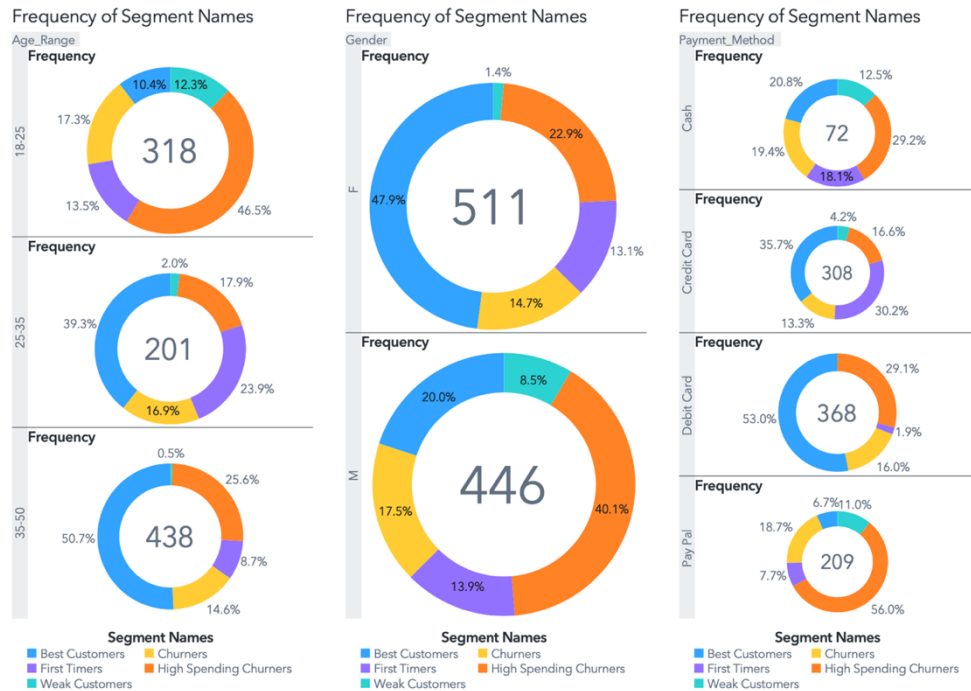 Frequency of Segment Names
Age_Range
18-25
Frequency
10.4%
12.3%
17.3%
318
13.5%
46.5%
25-35
Frequency
2.0%
17.9%
39.3%
201
16.9%
23.9%
35-50
Frequency
0.5%
25.6%
50.7%
438
8.7%
14.6%
Segment Names
Best Customers
Churners
First Timers
High Spending Churners
Weak Customers
Frequency of Segment Names
Gender
F
Frequency
1.4%
22.9%
47.9%
511
13.1%
14.7%
M
Frequency
8.5%
20.0%
446
17.5%
40.1%
13.9%
Segment Names
Best Customers
Churners
First Timers
High Spending Churners
Weak Customers
Frequency of Segment Names
Payment_Method
Cash
Frequency
20.8%
12.5%
72
19.4%
29.2%
18.1%
Credit Card
Frequency
4.2%
16.6%
35.7%
308
13.3%
30.2%
Debit Card
Frequency
29.1%
53.0%
368
1.9%
16.0%
Pay Pal
Frequency
6.7%
11.0%
18.7%
209
7.7%
56.0%
Segment Names
Best Customers
Churners
First Timers
High Spending Churners
Weak Customers